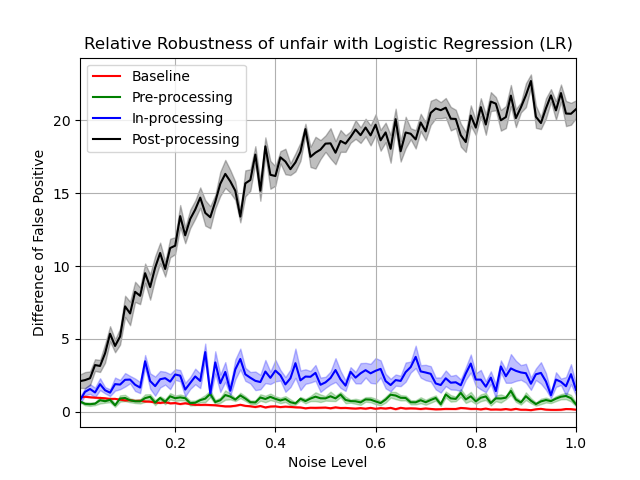 Relative Robustness of unfair with Logistic Regression (LR)
Baseline
Pre-processing
In-processing
Post-processing
Difference of False Positive
20
15
10
5
0
0.2 0.4 0.6 0.8 1.0
Noise Level